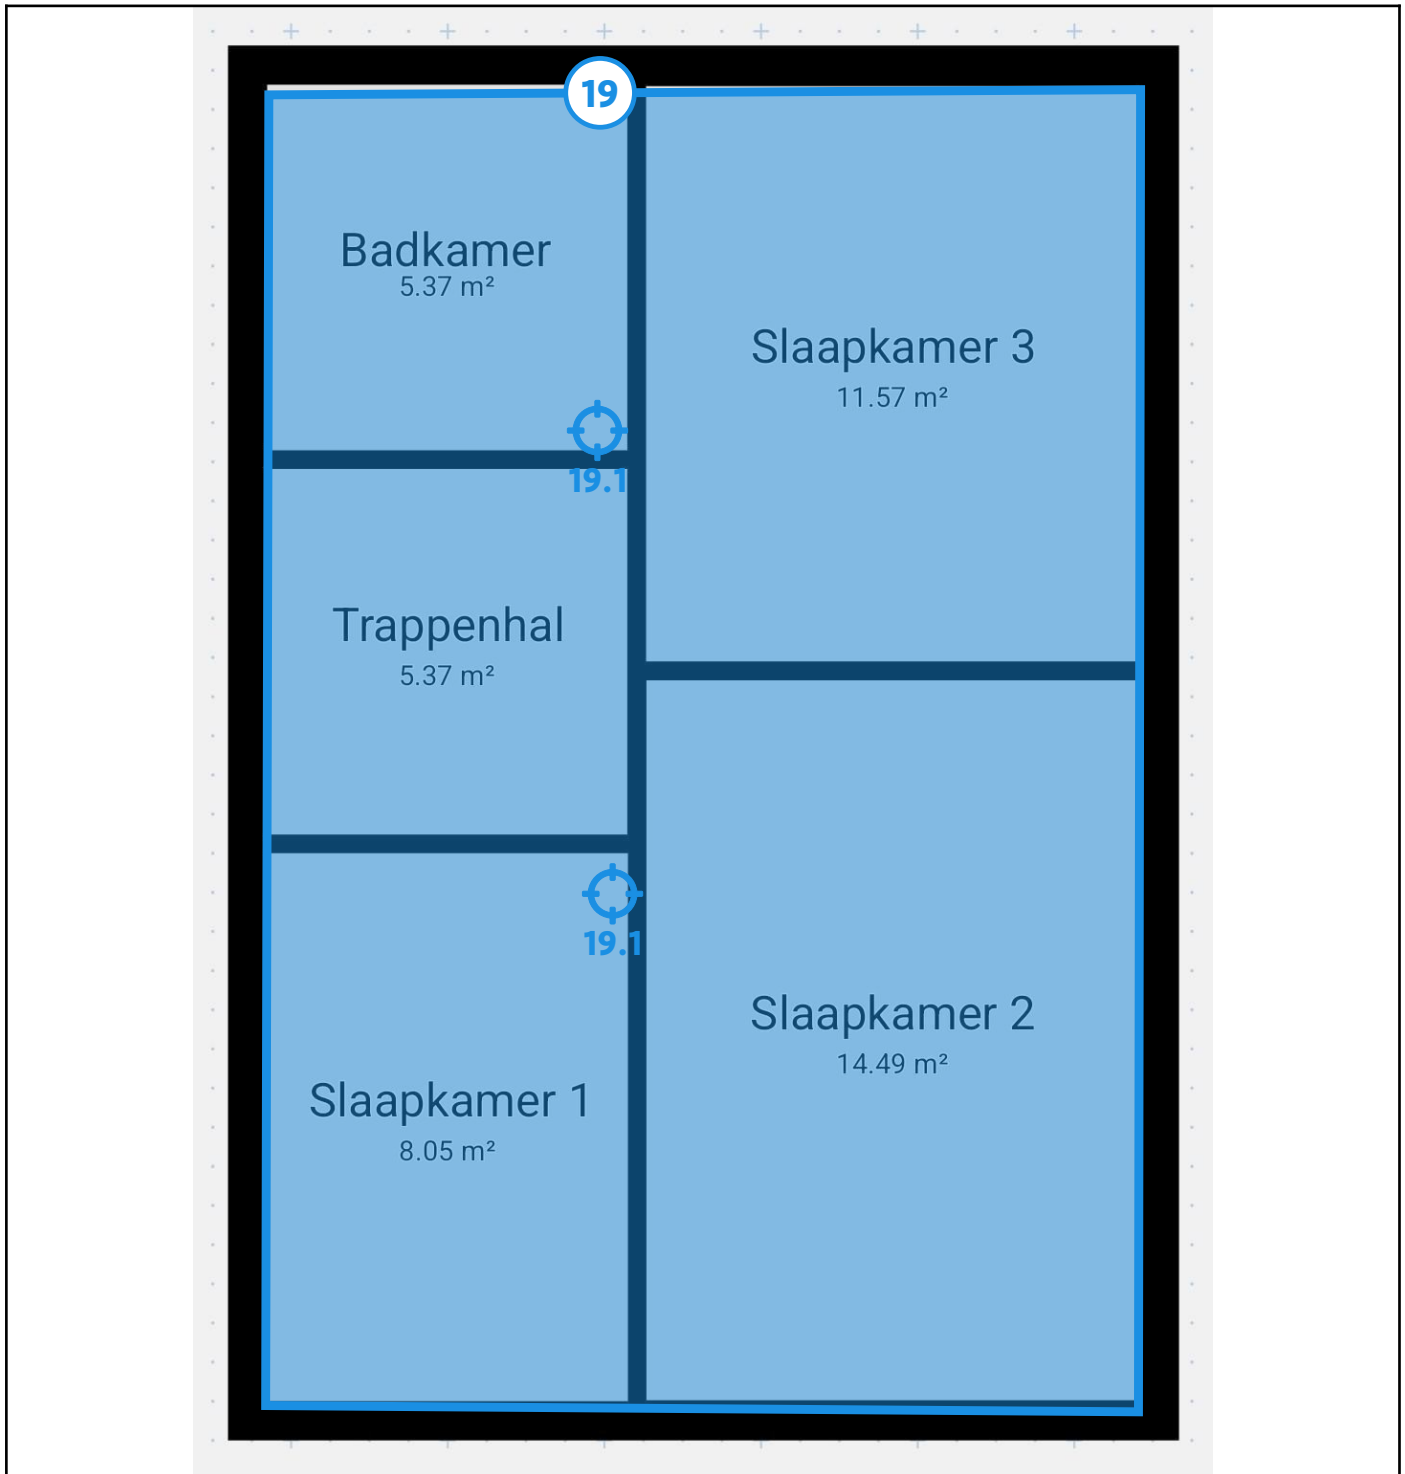 19
Badkamer
5.37 m²
Slaapkamer 3
11.57 m²
19.1
Trappenhal
5.37 m²
19.1
Slaapkamer 2
14.49 m²
Slaapkamer 1
8.05 m²